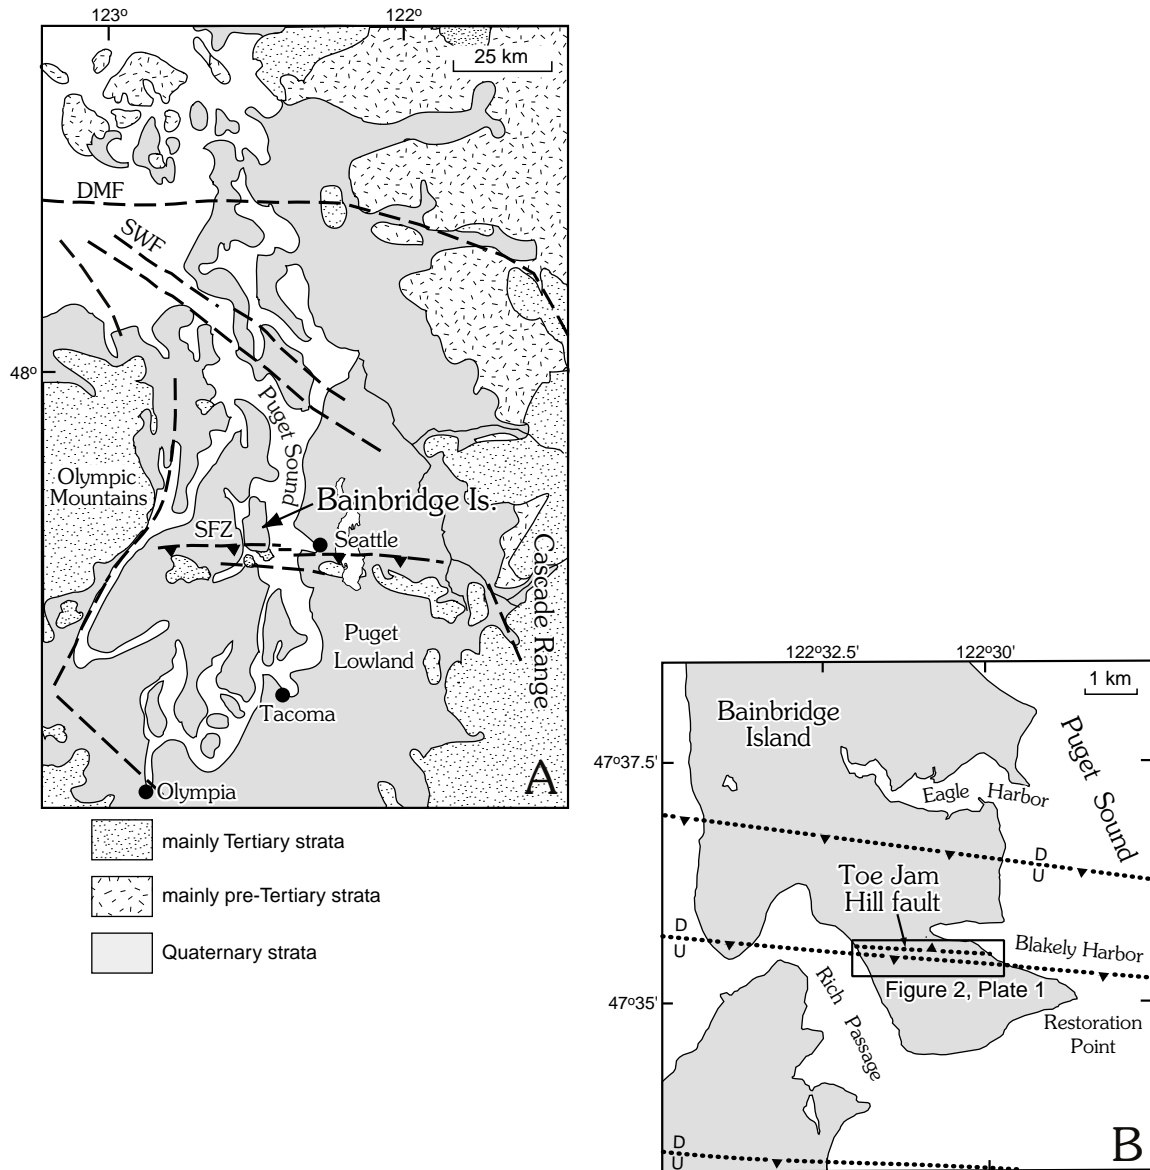 123º
122º
25 km
DMF
SWF
48º
Puget Sound
Olympic
Mountains
Bainbridge Is.
SFZ
Seattle
Cascade Range
Puget
Lowland
Tacoma
Olympia
A
mainly Tertiary strata
mainly pre-Tertiary strata
Quaternary strata
122º32.5'
122º30'
1 km
Bainbridge
Island
Puget Sound
47º37.5'
Eagle Harbor
D
U
Toe Jam
Hill fault
D
U
Blakely Harbor
Figure 2, Plate 1
47º35'
Rich Passage
Restoration
Point
D
U
B